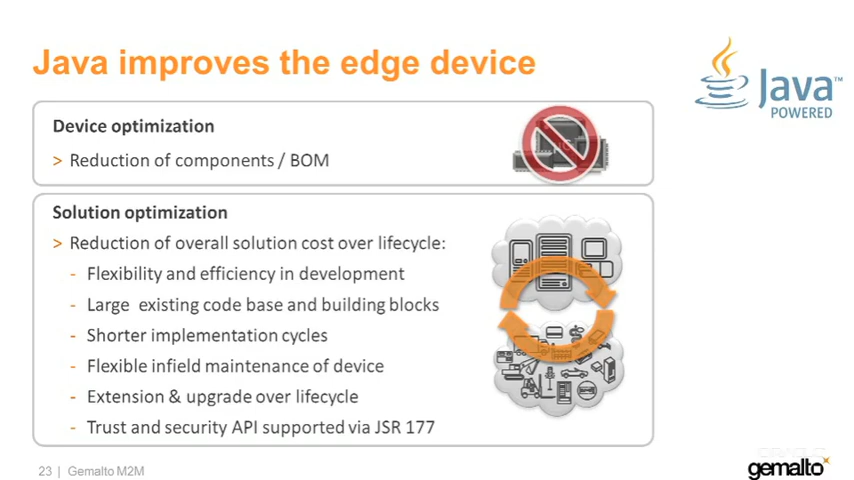 Java improves the edge device
Java™
POWERED
Device optimization
> Reduction of components / BOM
Solution optimization
> Reduction of overall solution cost over lifecycle:
- Flexibility and efficiency in development
- Large existing code base and building blocks
- Shorter implementation cycles
- Flexible infield maintenance of device
- Extension & upgrade over lifecycle
- Trust and security API supported via JSR 177
23 | Gemalto M2M
gemalto